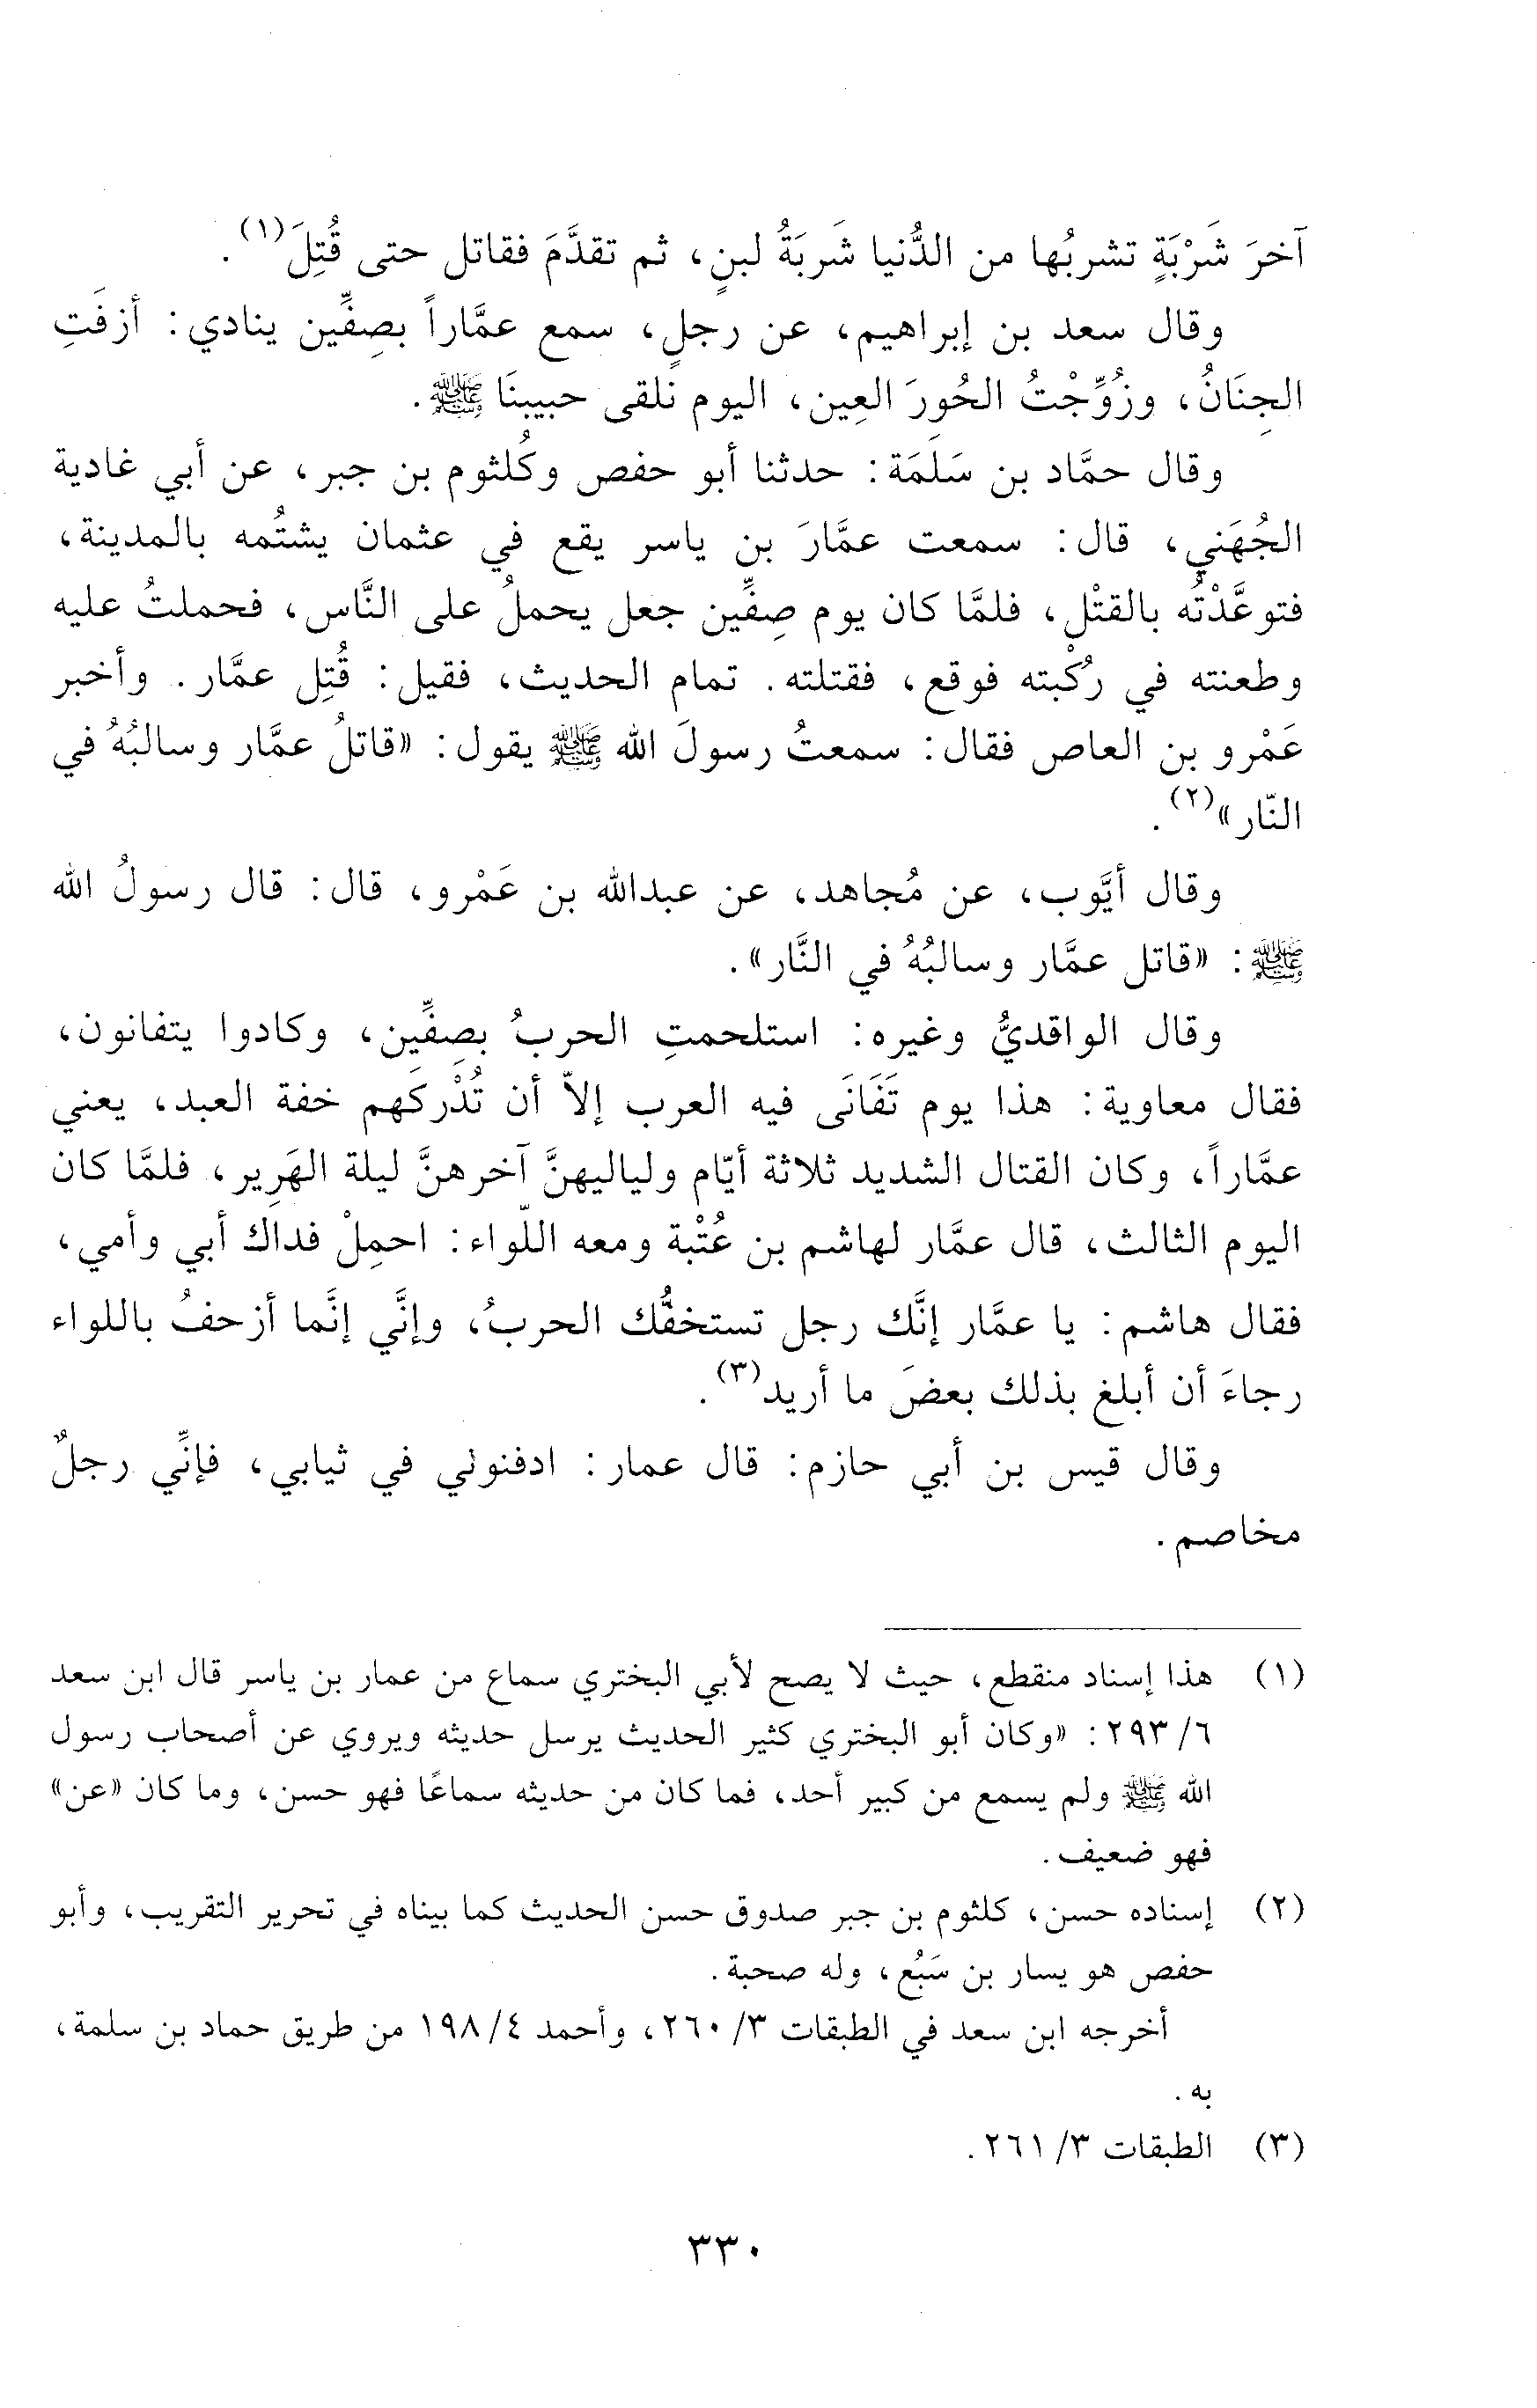 آخرَ شَرْبَةٍ تشربُها من الدُّنيا شَربَةُ لبنٍ، ثم تقدَّمَ فقاتل حتى قُتِلَ(١).
وقال سعد بن إبراهيم، عن رجلٍ، سمع عمَّاراً بصِفِّين ينادي: أزفَتِ
الجِنَانُ، وزُوِّجْتُ الحُورَ العِين، اليوم نلقى حبيبنَا ﷺ.
وقال حمَّاد بن سَلَمَة: حدثنا أبو حفص وكُلثوم بن جبر، عن أبي غادية
الجُهَني، قال: سمعت عمَّارَ بن ياسر يقع في عثمان يشتُمه بالمدينة،
فتوعَّدْتُه بالقتْل، فلمَّا كان يوم صِفِّين جعل يحملُ على النَّاس، فحملتُ عليه
وطعنته في رُكْبته فوقع، فقتلته. تمام الحديث، فقيل: قُتِل عمَّار. وأخبر
عَمْرو بن العاص فقال: سمعتُ رسولَ الله ﷺ يقول: «قاتلُ عمَّار وسالبُهُ في
النّار»(٢).
وقال أيَّوب، عن مُجاهد، عن عبدالله بن عَمْرو، قال: قال رسولُ الله
ﷺ: «قاتل عمَّار وسالبُهُ في النَّار».
وقال الواقديُّ وغيره: استلحمتِ الحربُ بصِفِّين، وكادوا يتفانون،
فقال معاوية: هذا يوم تَفَانَى فيه العرب إلاّ أن تُدْركَهم خفة العبد، يعني
عمَّاراً، وكان القتال الشديد ثلاثة أيّام ولياليهنَّ آخرهنَّ ليلة الهَرِير، فلمَّا كان
اليوم الثالث، قال عمَّار لهاشم بن عُتْبة ومعه اللّواء: احمِلْ فداك أبي وأمي،
فقال هاشم: يا عمَّار إنَّك رجل تستخفُّك الحربُ، وإنَّي إنَّما أزحفُ باللواء
رجاءَ أن أبلغ بذلك بعضَ ما أريد(٣).
وقال قيس بن أبي حازم: قال عمار: ادفنوني في ثيابي، فإنِّي رجلٌ
مخاصم.
(١) هذا إسناد منقطع، حيث لا يصح لأبي البختري سماع من عمار بن ياسر قال ابن سعد
٦/ ٢٩٣: «وكان أبو البختري كثير الحديث يرسل حديثه ويروي عن أصحاب رسول
الله ﷺ ولم يسمع من كبير أحد، فما كان من حديثه سماعًا فهو حسن، وما كان «عن»
فهو ضعيف.
(٢) إسناده حسن، كلثوم بن جبر صدوق حسن الحديث كما بيناه في تحرير التقريب، وأبو
حفص هو يسار بن سَبُع، وله صحبة.
أخرجه ابن سعد في الطبقات ٣/ ٢٦٠، وأحمد ٤/ ١٩٨ من طريق حماد بن سلمة،
به.
(٣) الطبقات ٣/ ٢٦١.
٣٣٠